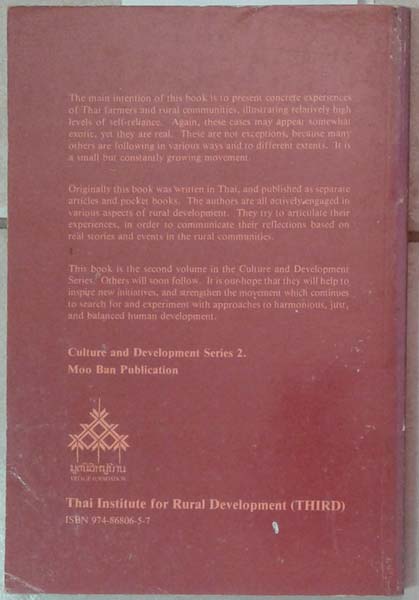 The main intention of this book is to present concrete experiences
of Thai farmers and rural communities, illustrating relatively high
levels of self-reliance. Again, these cases may appear somewhat
exotic, yet they are real. These are not exceptions, because many
others are following in various ways and to different extents. It is
a small but constantly growing movement.
Originally this book was written in Thai, and published as separate
articles and pocket books. The authors are all actively engaged in
various aspects of rural development. They try to articulate their
experiences, in order to communicate their reflections based on
real stories and events in the rural communities.
This book is the second volume in the Culture and Development
Series. Others will soon follow. It is our hope that they will help to
inspire new initiatives, and strengthen the movement which continues
to search for and experiment with approaches to harmonious, just,
and balanced human development.
Culture and Development Series 2.
Moo Ban Publication
มูลนิธิหมู่บ้าน
VILLAGE FOUNDATION
Thai Institute for Rural Development (THIRD)
ISBN 974-86806-5-7